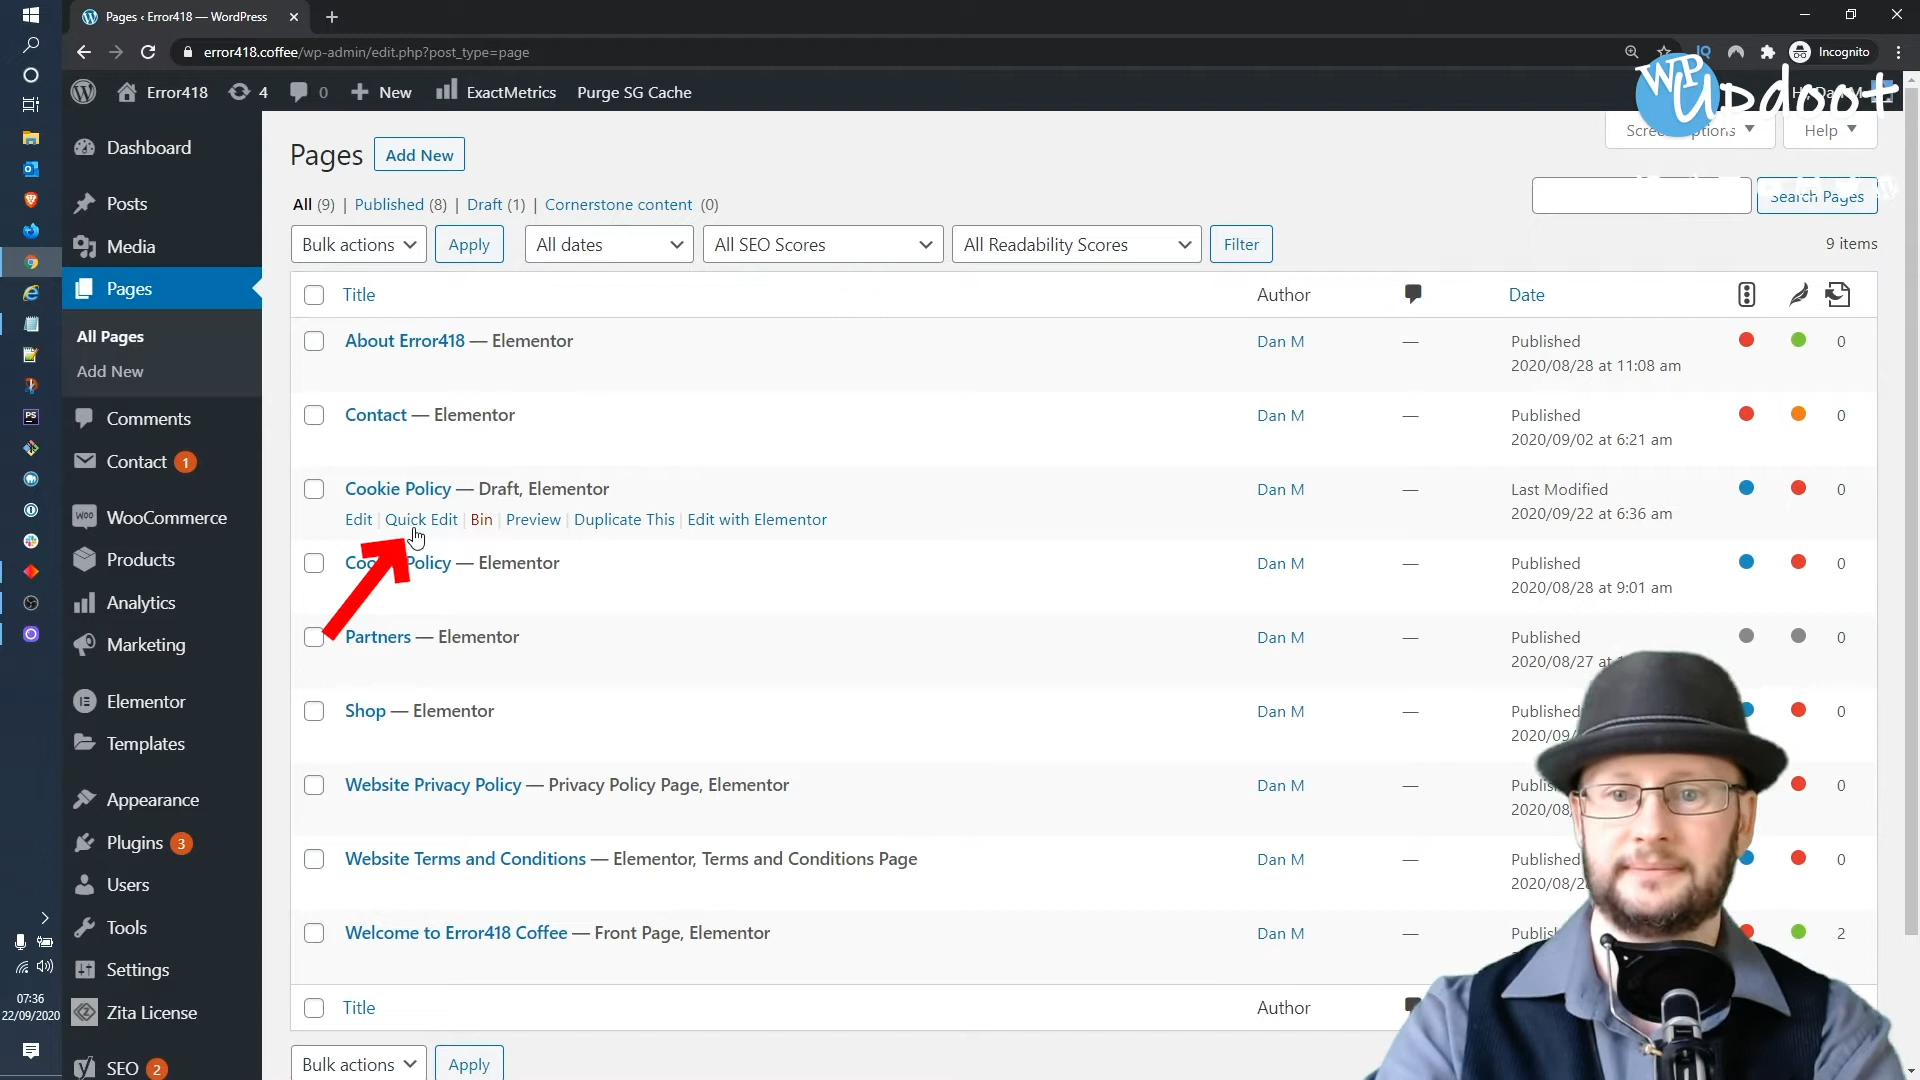 Pages ‹ Error418 — WordPress
error418.coffee/wp-admin/edit.php?post_type=page
Incognito
Error418
4
0
New
ExactMetrics
Purge SG Cache
WP Updoot
Help
Dashboard
Posts
Media
Pages
All Pages
Add New
Comments
Contact 1
WooCommerce
Products
Analytics
Marketing
Elementor
Templates
Appearance
Plugins 3
Users
Tools
Settings
Zita License
SEO 2
Pages
Add New
All (9) | Published (8) | Draft (1) | Cornerstone content (0)
Search Pages
Bulk actions
Apply
All dates
All SEO Scores
All Readability Scores
Filter
9 items
Title
Author
Date
About Error418 — Elementor
Dan M
—
Published
2020/08/28 at 11:08 am
0
Contact — Elementor
Dan M
—
Published
2020/09/02 at 6:21 am
0
Cookie Policy — Draft, Elementor
Edit | Quick Edit | Bin | Preview | Duplicate This | Edit with Elementor
Dan M
—
Last Modified
2020/09/22 at 6:36 am
0
Policy — Elementor
Dan M
—
Published
2020/08/28 at 9:01 am
0
Partners — Elementor
Dan M
—
Published
2020/08/27 at
0
Shop — Elementor
Dan M
—
Published
0
Website Privacy Policy — Privacy Policy Page, Elementor
Dan M
—
0
Website Terms and Conditions — Elementor, Terms and Conditions Page
Dan M
—
Published
0
Welcome to Error418 Coffee — Front Page, Elementor
Dan M
—
2
Title
Author
Bulk actions
Apply
07:36
22/09/2020
PS